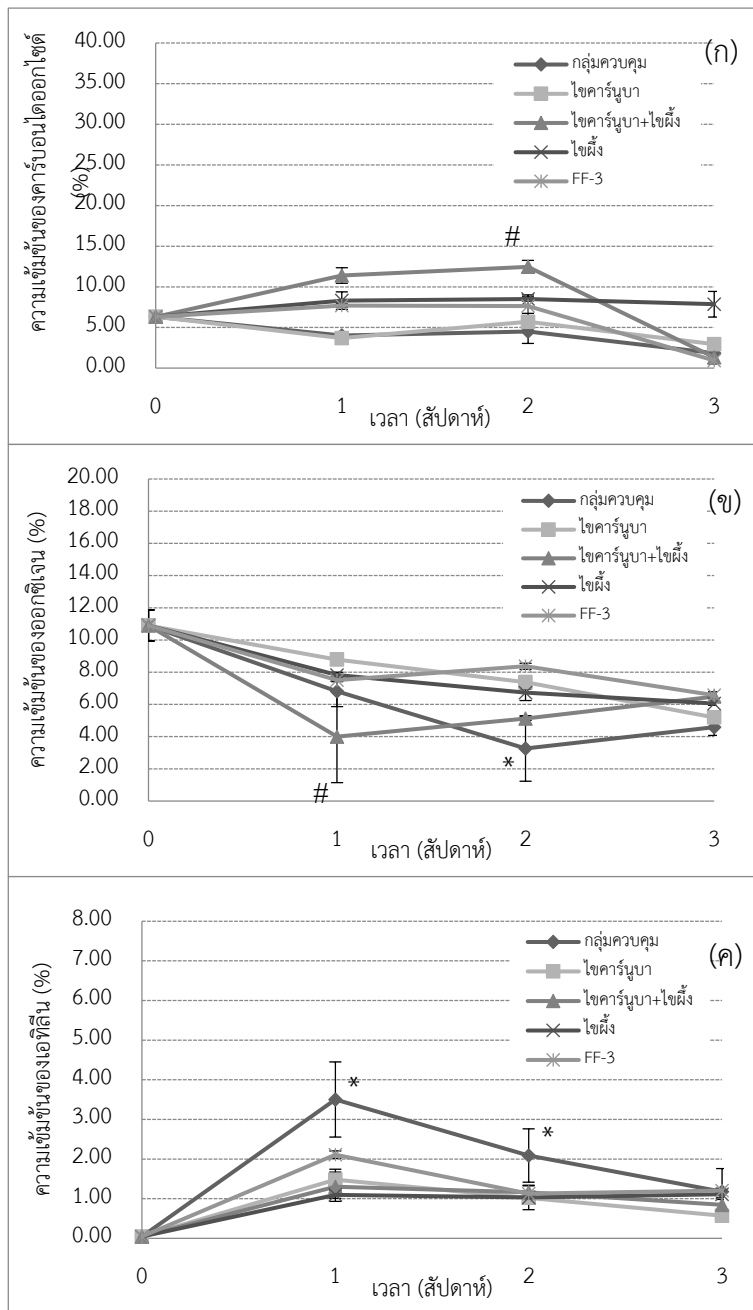 (ก)
ความเข้มข้นของคาร์บอนไดออกไซด์
(%)
40.00
35.00
30.00
25.00
20.00
15.00
10.00
5.00
0.00
กลุ่มควบคุม
ไขคาร์นูบา
ไขคาร์นูบา+ไขผึ้ง
ไขผึ้ง
FF-3
#
0 1 2 3
เวลา (สัปดาห์)
(ข)
ความเข้มข้นของออกซิเจน (%)
20.00
18.00
16.00
14.00
12.00
10.00
8.00
6.00
4.00
2.00
0.00
กลุ่มควบคุม
ไขคาร์นูบา
ไขคาร์นูบา+ไขผึ้ง
ไขผึ้ง
FF-3
*
#
0 1 2 3
เวลา (สัปดาห์)
(ค)
ความเข้มข้นของเอทิลีน (%)
8.00
7.00
6.00
5.00
4.00
3.00
2.00
1.00
0.00
กลุ่มควบคุม
ไขคาร์นูบา
ไขคาร์นูบา+ไขผึ้ง
ไขผึ้ง
FF-3
*
*
0 1 2 3
เวลา (สัปดาห์)